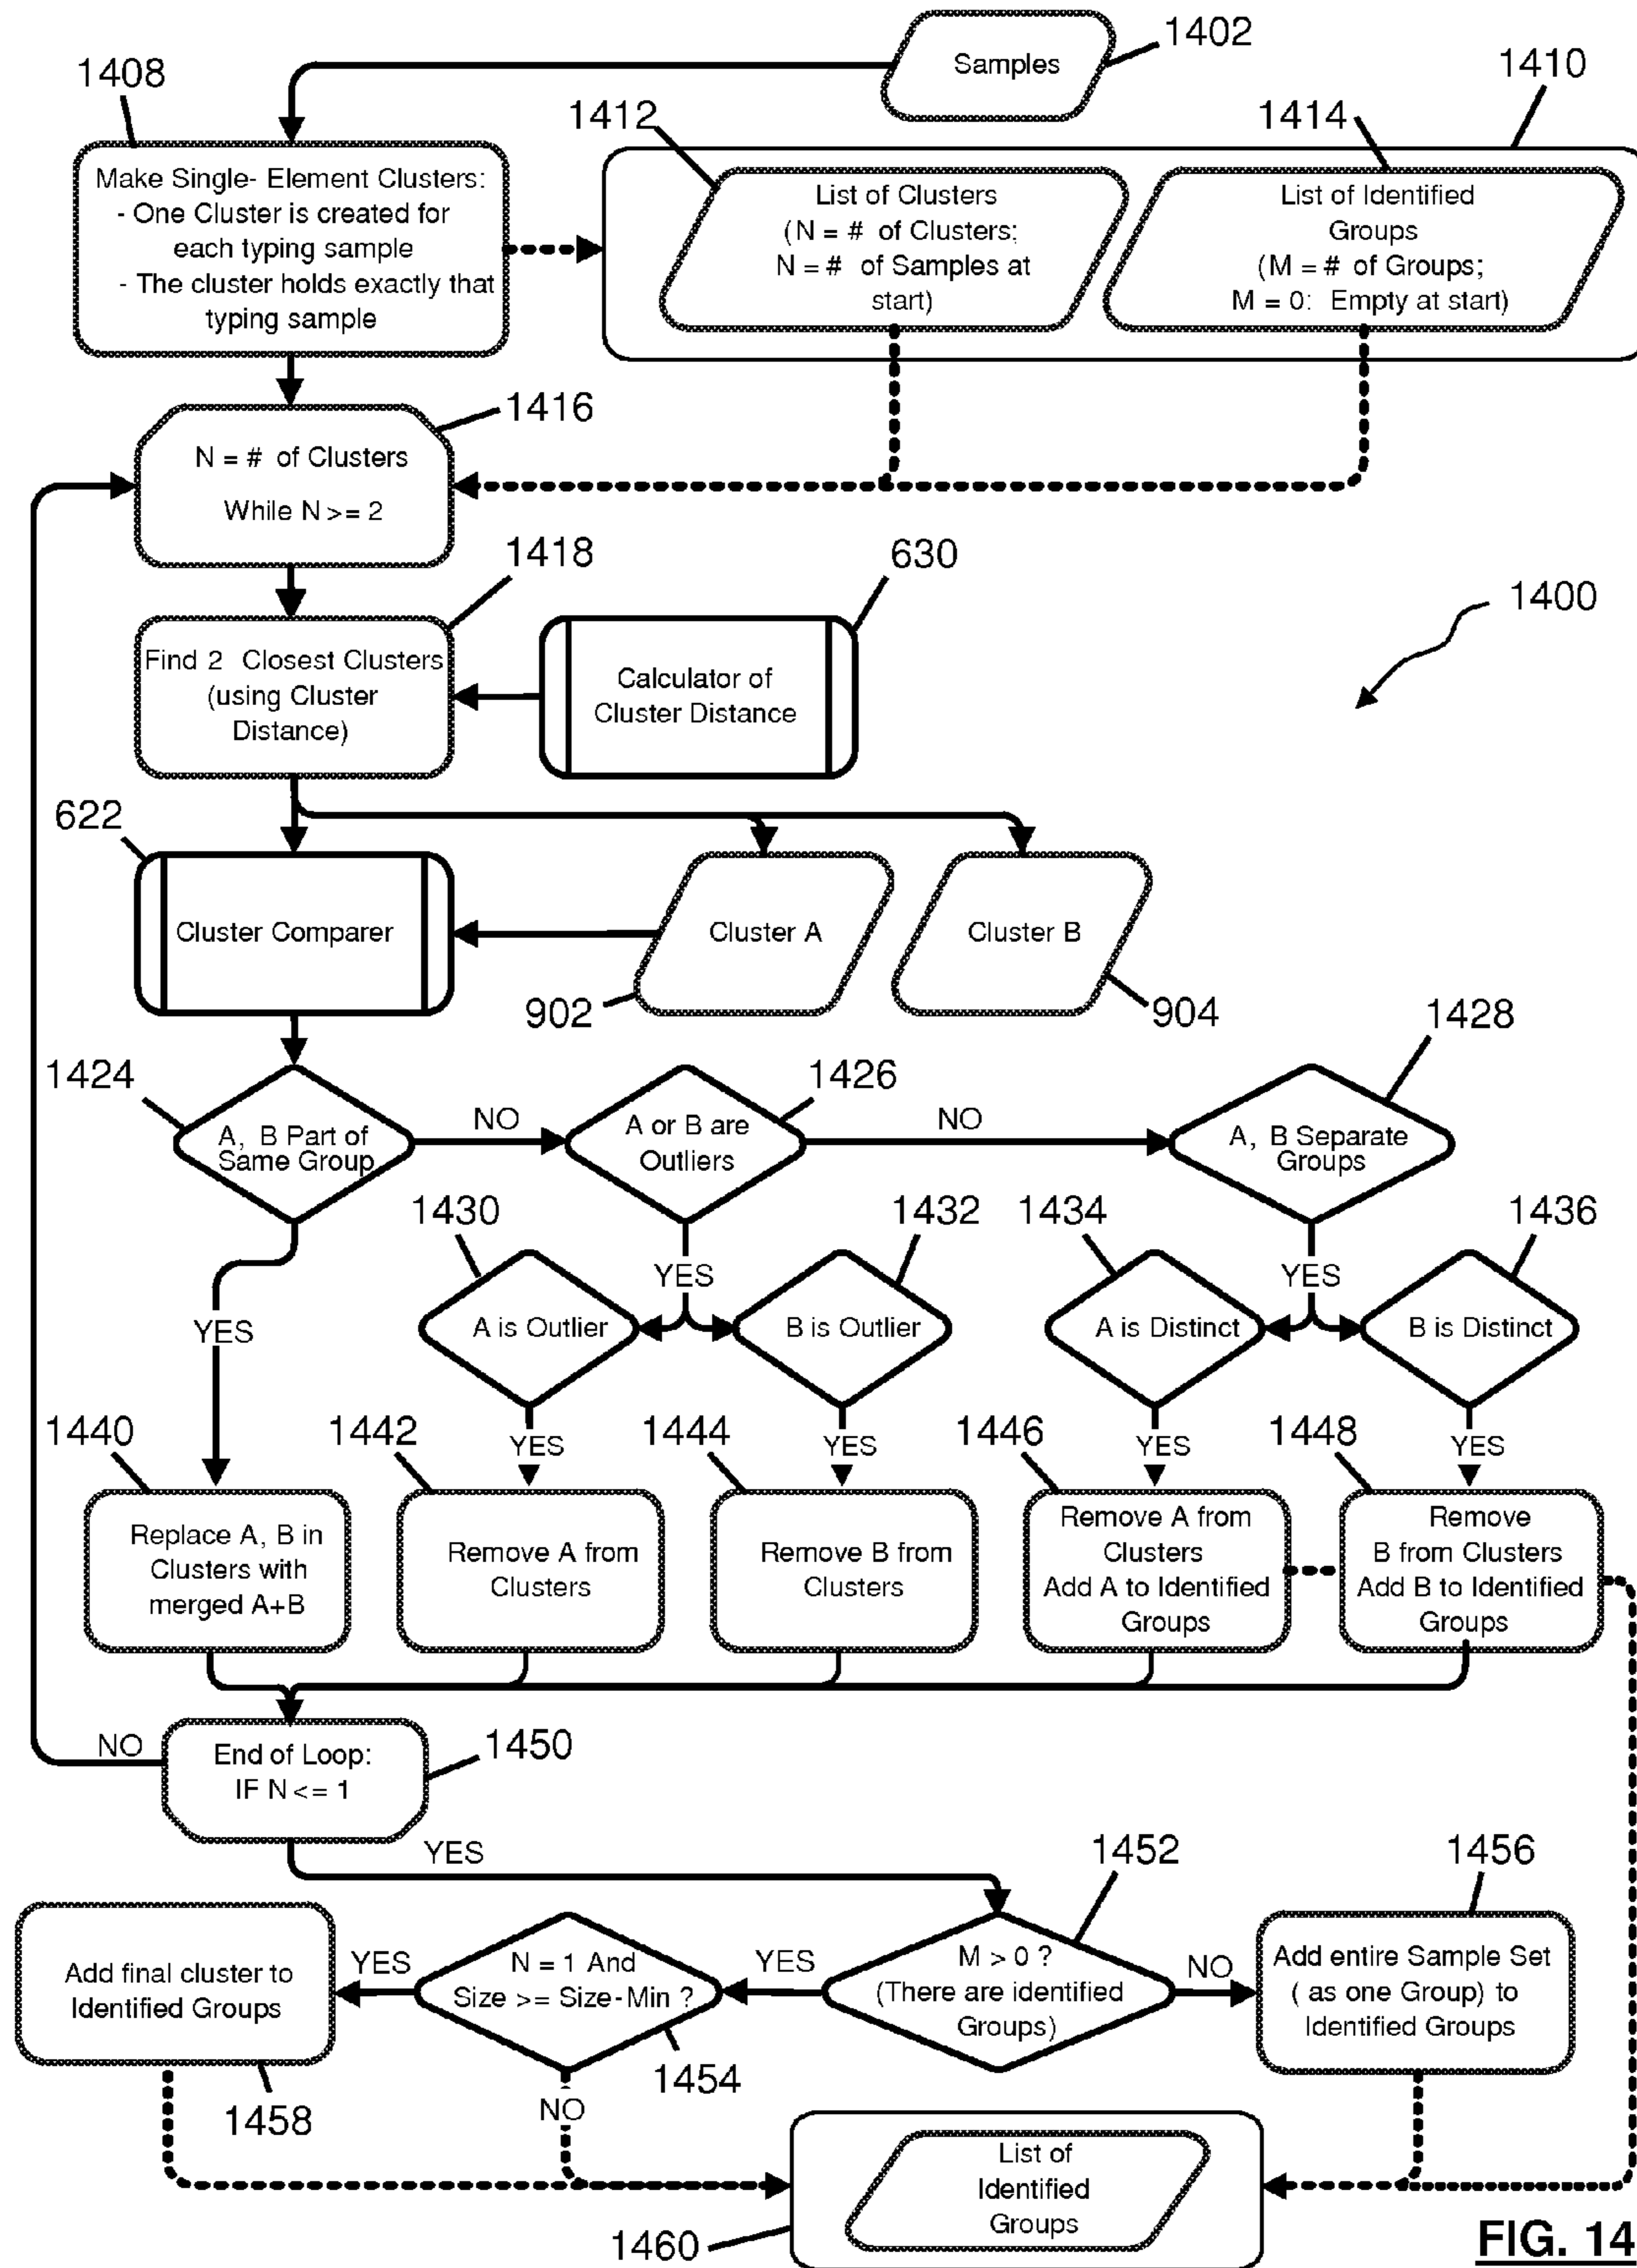 1402
Samples
1408
1410
1412
1414
Make Single- Element Clusters:
- One Cluster is created for
each typing sample
- The cluster holds exactly that
typing sample
List of Clusters
(N = # of Clusters;
N = # of Samples at
start)
List of Identified
Groups
(M = # of Groups;
M = 0: Empty at start)
1416
N = # of Clusters
While N >= 2
1418
630
1400
Find 2 Closest Clusters
(using Cluster
Distance)
Calculator of
Cluster Distance
622
Cluster Comparer
Cluster A
Cluster B
902
904
1424
1426
1428
A, B Part of
Same Group
NO
A or B are
Outliers
NO
A, B Separate
Groups
1430
1432
1434
1436
YES
YES
YES
A is Outlier
B is Outlier
A is Distinct
B is Distinct
1440
1442
1444
1446
1448
YES
YES
YES
YES
Replace A, B in
Clusters with
merged A+B
Remove A from
Clusters
Remove B from
Clusters
Remove A from
Clusters
Add A to Identified
Groups
Remove
B from Clusters
Add B to Identified
Groups
NO
End of Loop:
IF N <= 1
1450
YES
1452
1456
Add final cluster to
Identified Groups
YES
N = 1 And
Size >= Size-Min ?
YES
M > 0 ?
(There are identified
Groups)
NO
Add entire Sample Set
( as one Group) to
Identified Groups
1454
1458
NO
List of
Identified
Groups
1460
FIG. 14